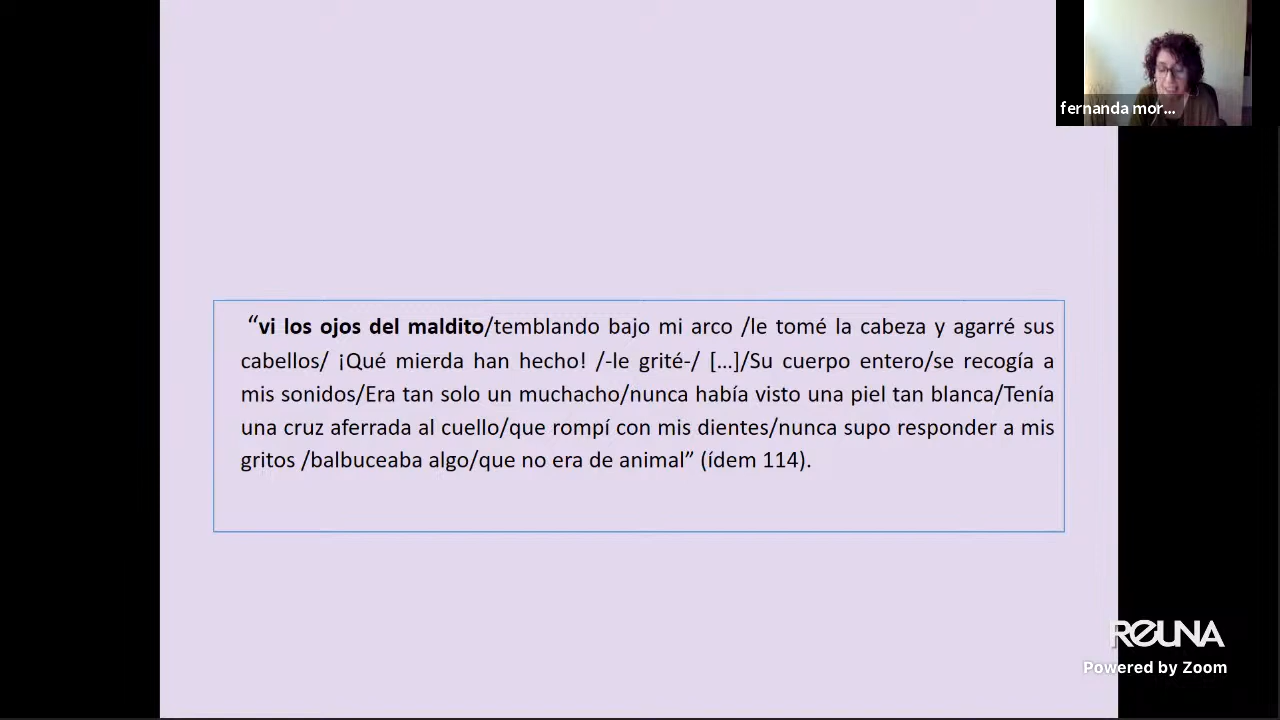 fernanda mor...
“vi los ojos del maldito/temblando bajo mi arco /le tomé la cabeza y agarré sus
cabellos/ ¡Qué mierda han hecho! /-le grité-/ […]/Su cuerpo entero/se recogía a
mis sonidos/Era tan solo un muchacho/nunca había visto una piel tan blanca/Tenía
una cruz aferrada al cuello/que rompí con mis dientes/nunca supo responder a mis
gritos /balbuceaba algo/que no era de animal” (ídem 114).
REUNA
Powered by Zoom